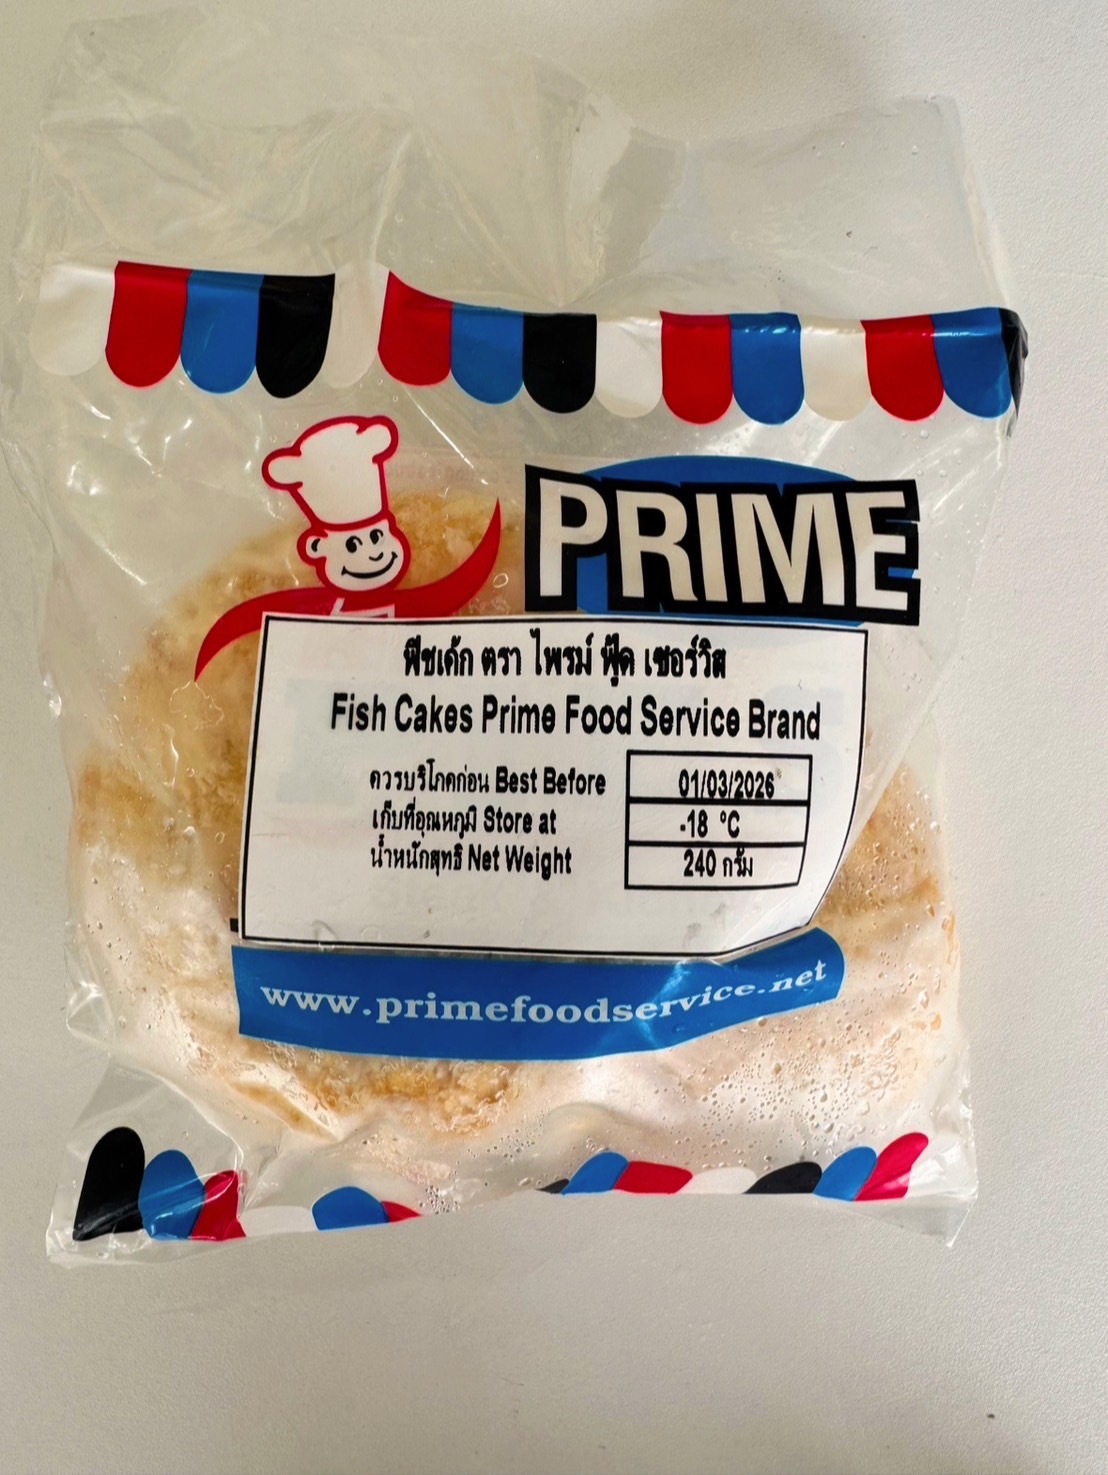 PRIME
ฟีชเค้ก ตรา ไพรม์ ฟู้ด เซอร์วิส
Fish Cakes Prime Food Service Brand
ควรบริโภคก่อน Best Before 01/03/2026
เก็บที่อุณหภูมิ Store at -18 °C
น้ำหนักสุทธิ Net Weight 240 กรัม
www.primefoodservice.net